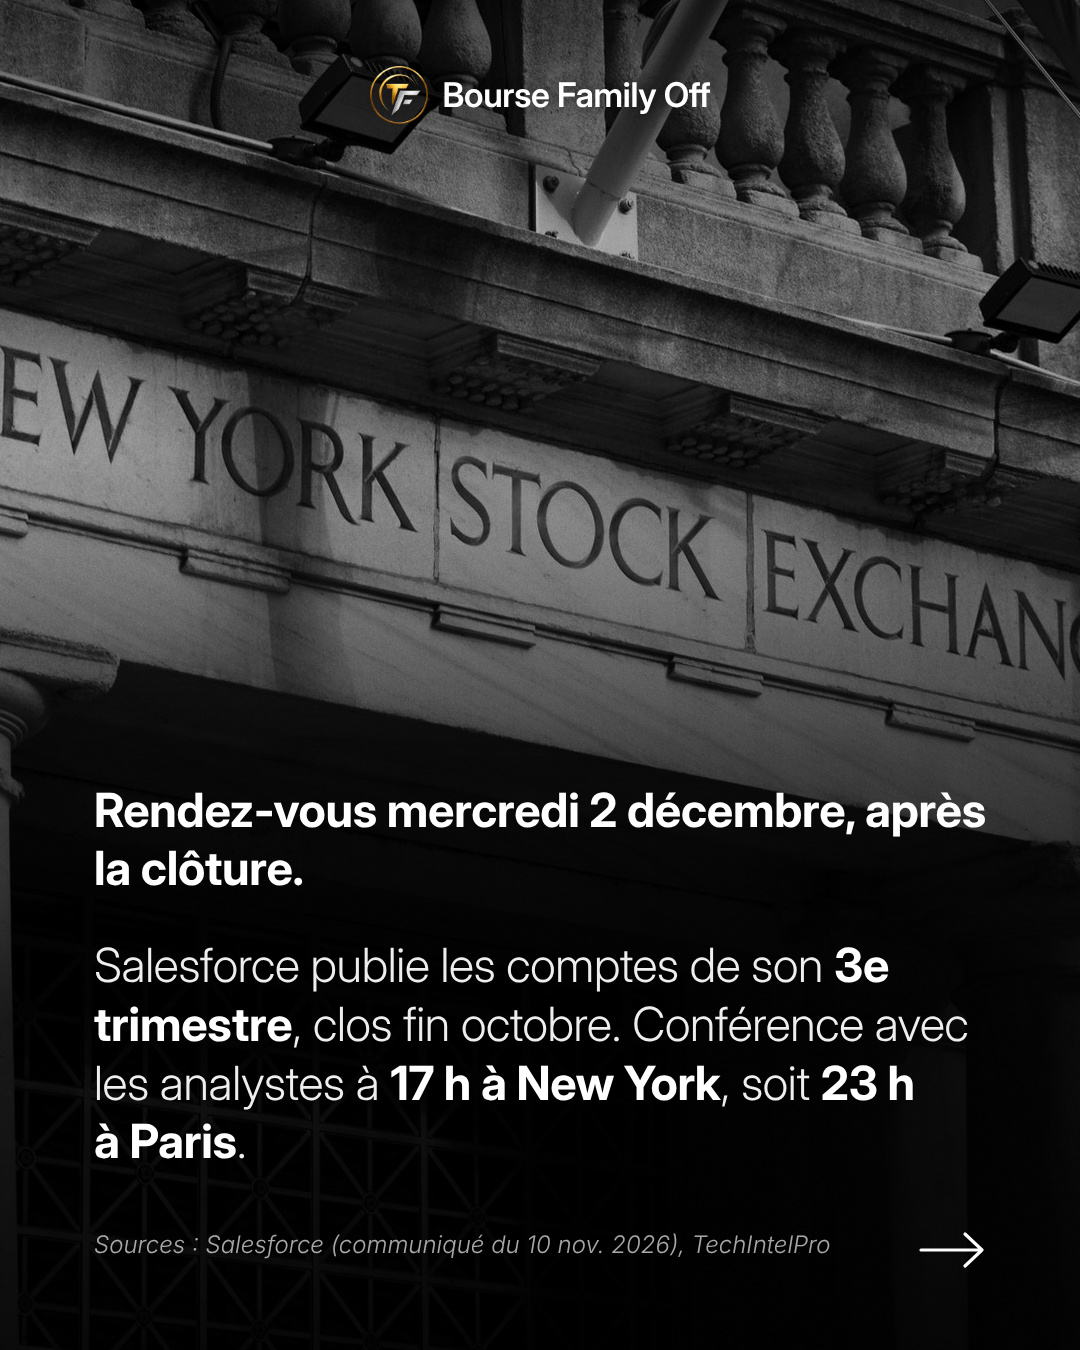 Bourse Family Off
EW YORK STOCK EXCHANG
Rendez-vous mercredi 2 décembre, après
la clôture.
Salesforce publie les comptes de son 3e
trimestre, clos fin octobre. Conférence avec
les analystes à 17 h à New York, soit 23 h
à Paris.
Sources : Salesforce (communiqué du 10 nov. 2026), TechIntelPro